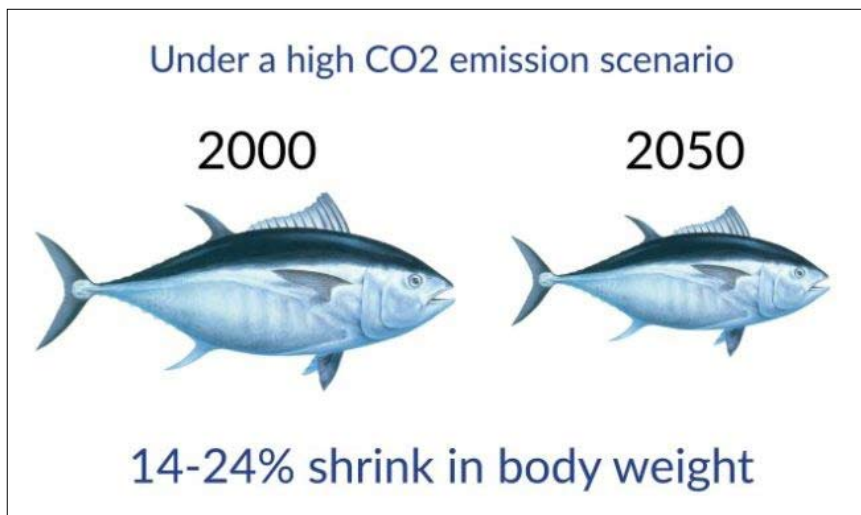 Under a high CO2 emission scenario
2000 2050
14-24% shrink in body weight